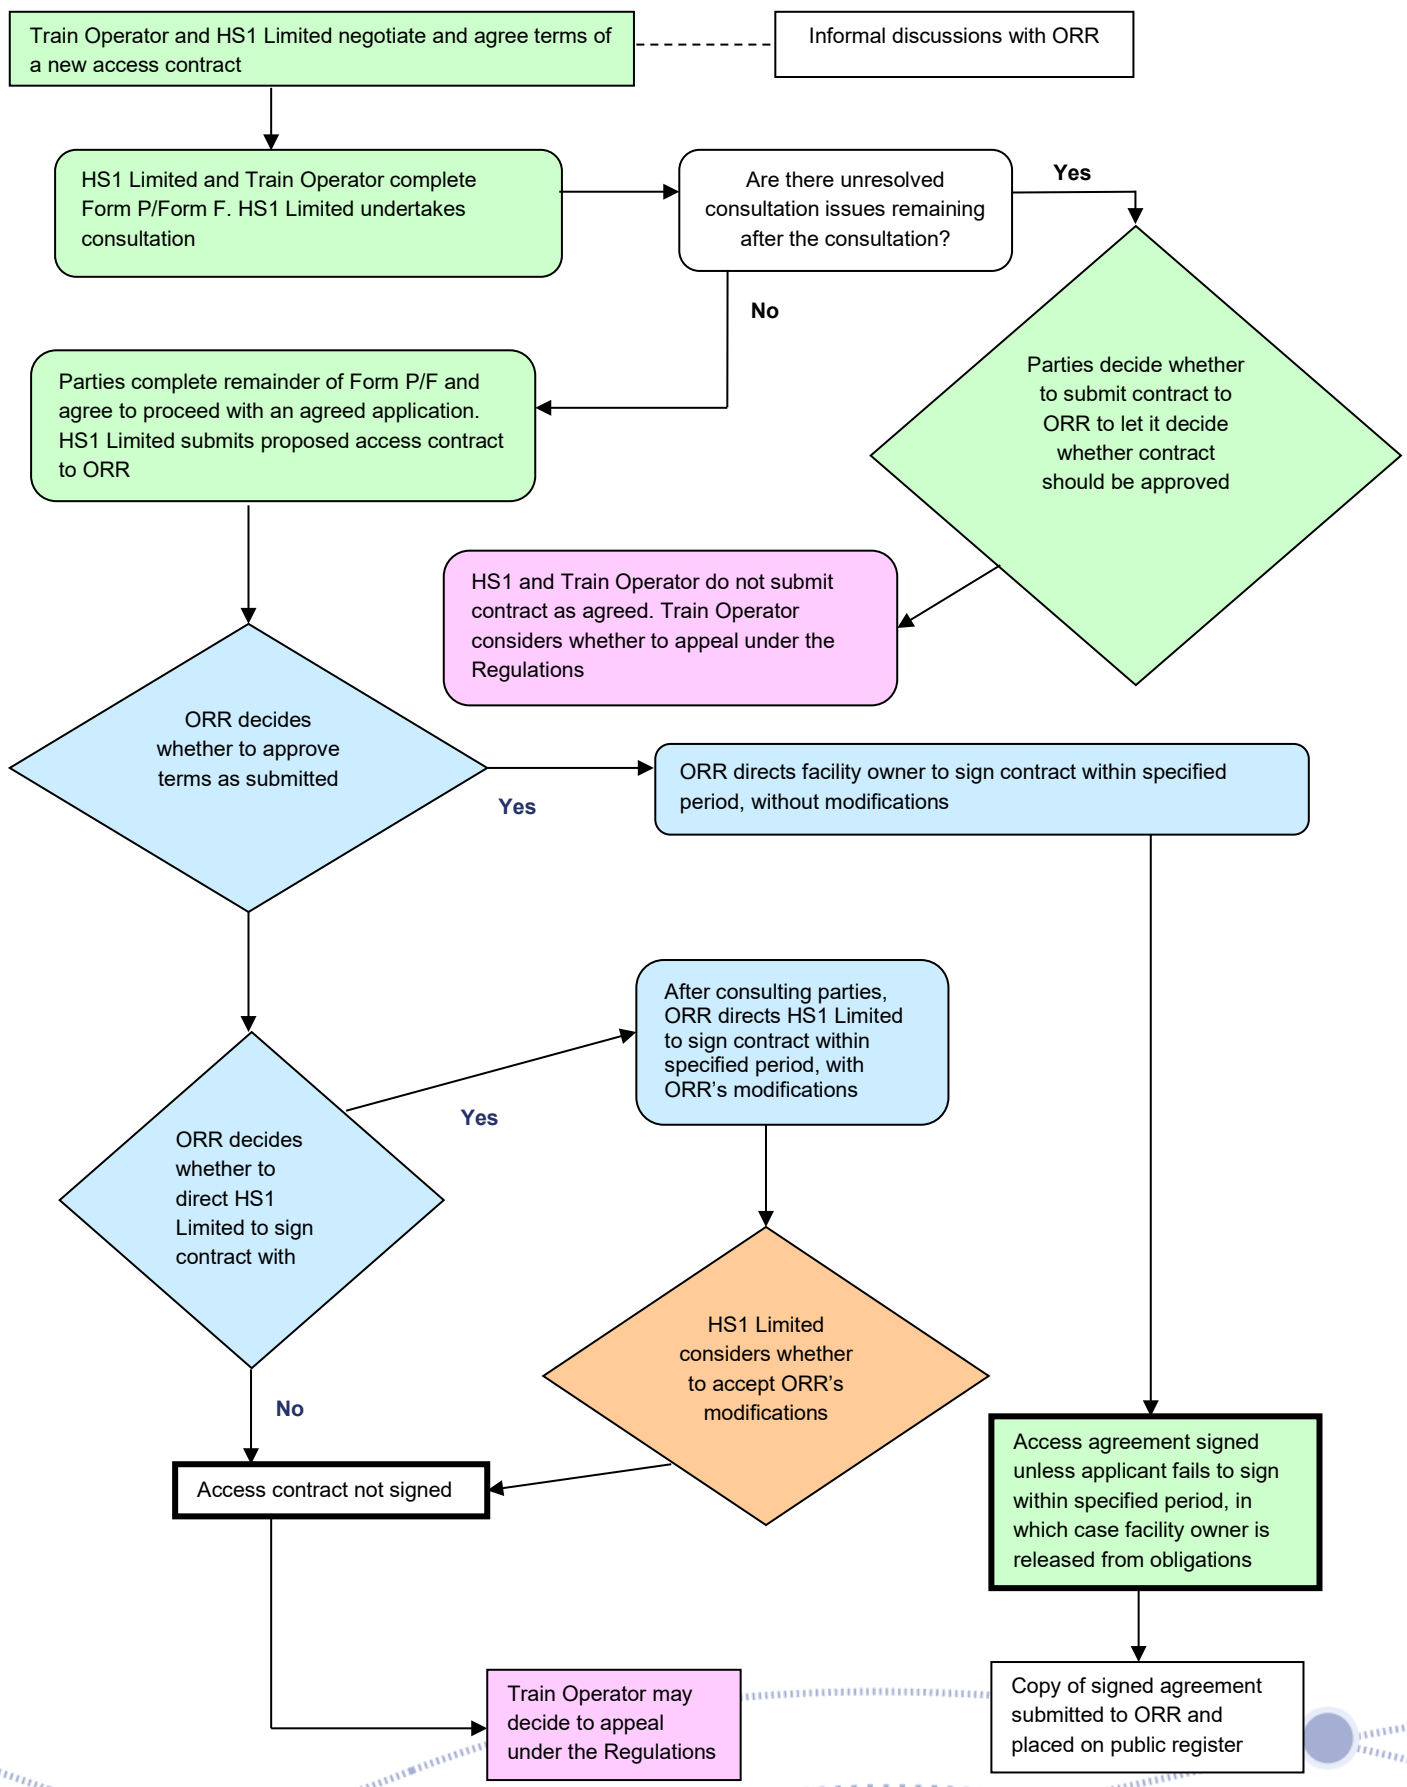 Train Operator and HS1 Limited negotiate and agree terms of
a new access contract
Informal discussions with ORR
HS1 Limited and Train Operator complete
Form P/Form F. HS1 Limited undertakes
consultation
Are there unresolved
consultation issues remaining
after the consultation?
Yes
No
Parties decide whether
to submit contract to
ORR to let it decide
whether contract
should be approved
Parties complete remainder of Form P/F and
agree to proceed with an agreed application.
HS1 Limited submits proposed access contract
to ORR
HS1 and Train Operator do not submit
contract as agreed. Train Operator
considers whether to appeal under the
Regulations
ORR decides
whether to approve
terms as submitted
Yes
ORR directs facility owner to sign contract within specified
period, without modifications
After consulting parties,
ORR directs HS1 Limited
to sign contract within
specified period, with
ORR’s modifications
Yes
ORR decides
whether to
direct HS1
Limited to sign
contract with
HS1 Limited
considers whether
to accept ORR’s
modifications
No
Access contract not signed
Access agreement signed
unless applicant fails to sign
within specified period, in
which case facility owner is
released from obligations
Train Operator may
decide to appeal
under the Regulations
Copy of signed agreement
submitted to ORR and
placed on public register